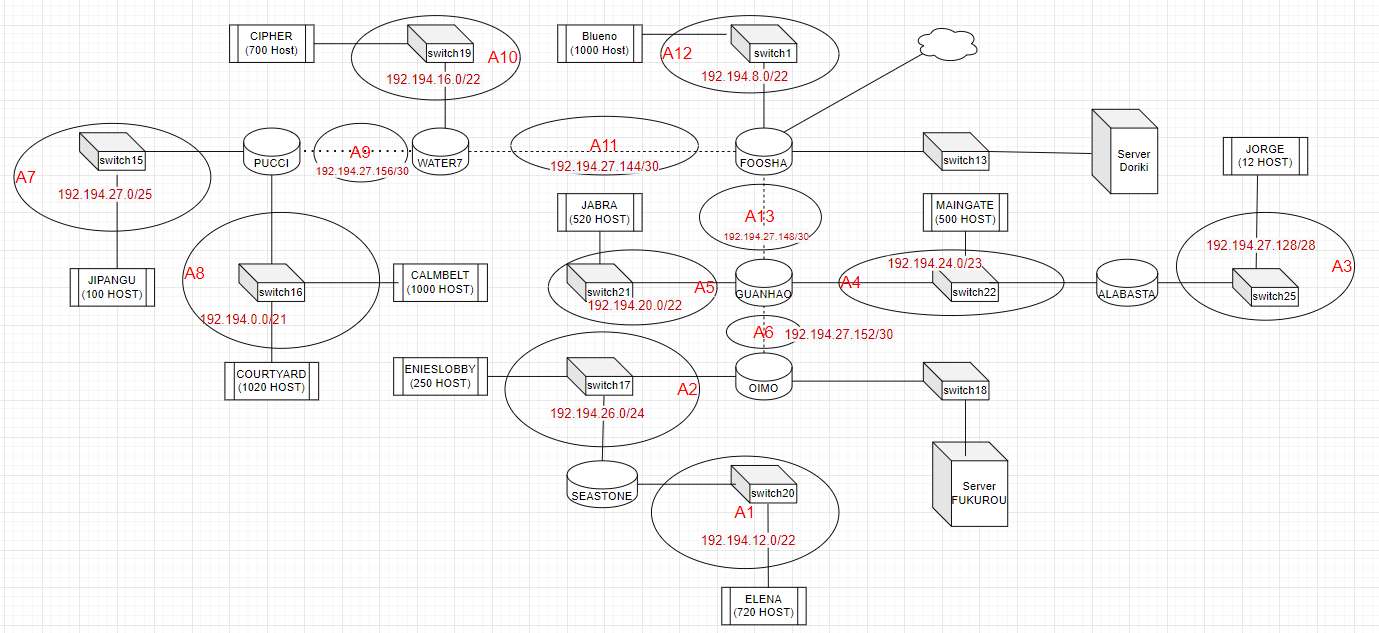 CIPHER
(700 Host)
switch19
A10
192.194.16.0/22
Blueno
(1000 Host)
A12
switch1
192.194.8.0/22
switch15
A7
192.194.27.0/25
PUCCI
A9
192.194.27.156/30
WATER7
A11
192.194.27.144/30
FOOSHA
switch13
Server
Doriki
JORGE
(12 HOST)
JABRA
(520 HOST)
A13
192.194.27.148/30
MAINGATE
(500 HOST)
192.194.27.128/28
A3
switch25
JIPANGU
(100 HOST)
A8
switch16
192.194.0.0/21
CALMBELT
(1000 HOST)
switch21
A5
192.194.20.0/22
GUANHAO
A4
192.194.24.0/23
switch22
ALABASTA
A6
192.194.27.152/30
COURTYARD
(1020 HOST)
ENIESLOBBY
(250 HOST)
switch17
A2
192.194.26.0/24
OIMO
switch18
SEASTONE
switch20
A1
192.194.12.0/22
Server
FUKUROU
ELENA
(720 HOST)